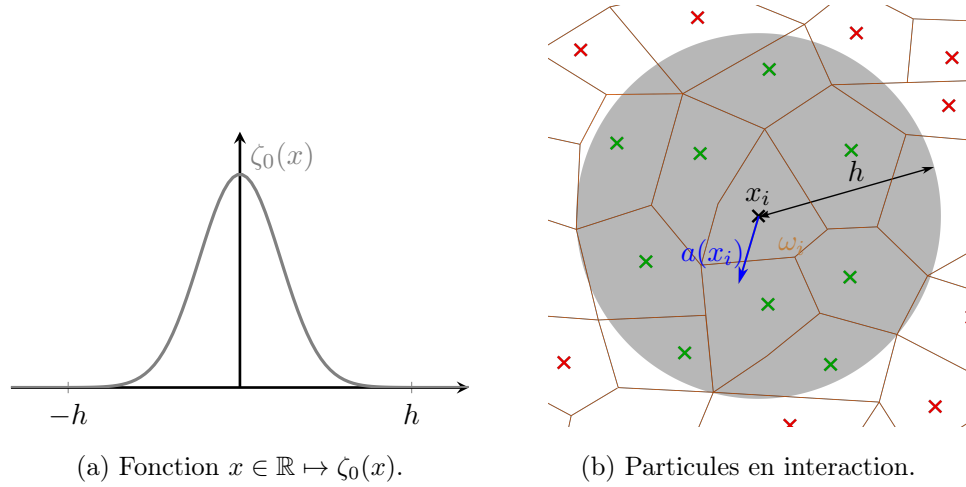 ζ₀(x)
−h
h
(a) Fonction x ∈ ℝ ↦ ζ₀(x).
h
xᵢ
a(xᵢ)
ωᵢ
(b) Particules en interaction.